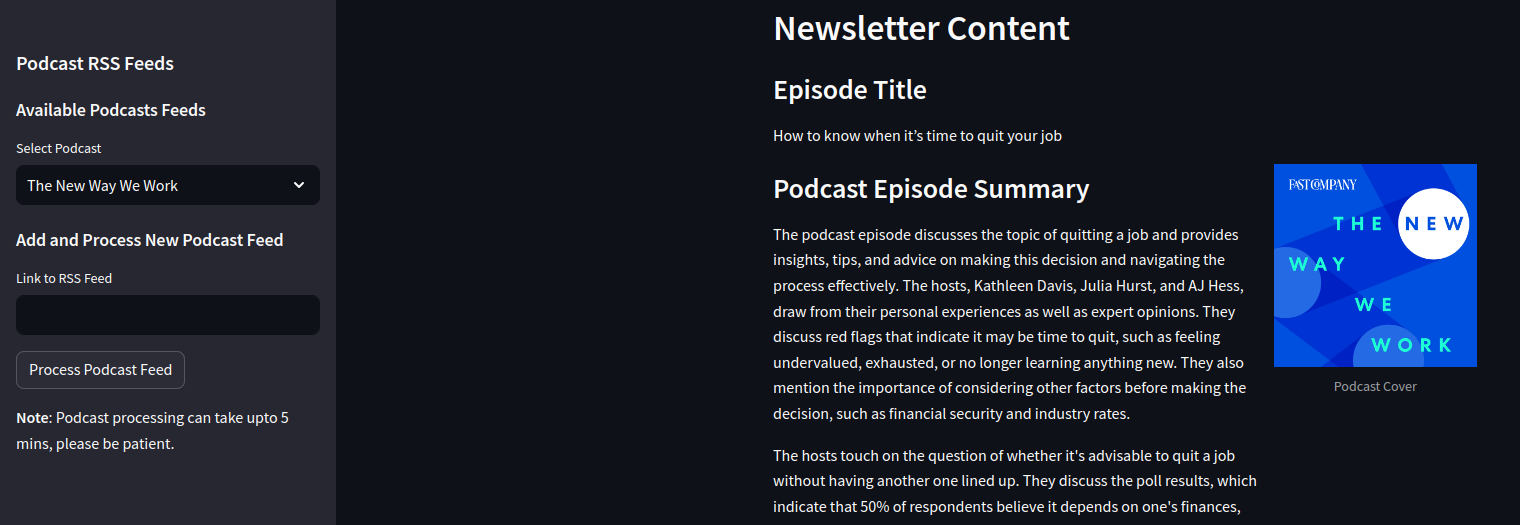 Podcast RSS Feeds
Available Podcasts Feeds
Select Podcast
The New Way We Work
Add and Process New Podcast Feed
Link to RSS Feed
Process Podcast Feed
Note: Podcast processing can take upto 5
mins, please be patient.
Newsletter Content
Episode Title
How to know when it’s time to quit your job
Podcast Episode Summary
The podcast episode discusses the topic of quitting a job and provides
insights, tips, and advice on making this decision and navigating the
process effectively. The hosts, Kathleen Davis, Julia Hurst, and AJ Hess,
draw from their personal experiences as well as expert opinions. They
discuss red flags that indicate it may be time to quit, such as feeling
undervalued, exhausted, or no longer learning anything new. They also
mention the importance of considering other factors before making the
decision, such as financial security and industry rates.
The hosts touch on the question of whether it's advisable to quit a job
without having another one lined up. They discuss the poll results, which
indicate that 50% of respondents believe it depends on one's finances,
FAST COMPANY
THE NEW
WAY
WE
WORK
Podcast Cover